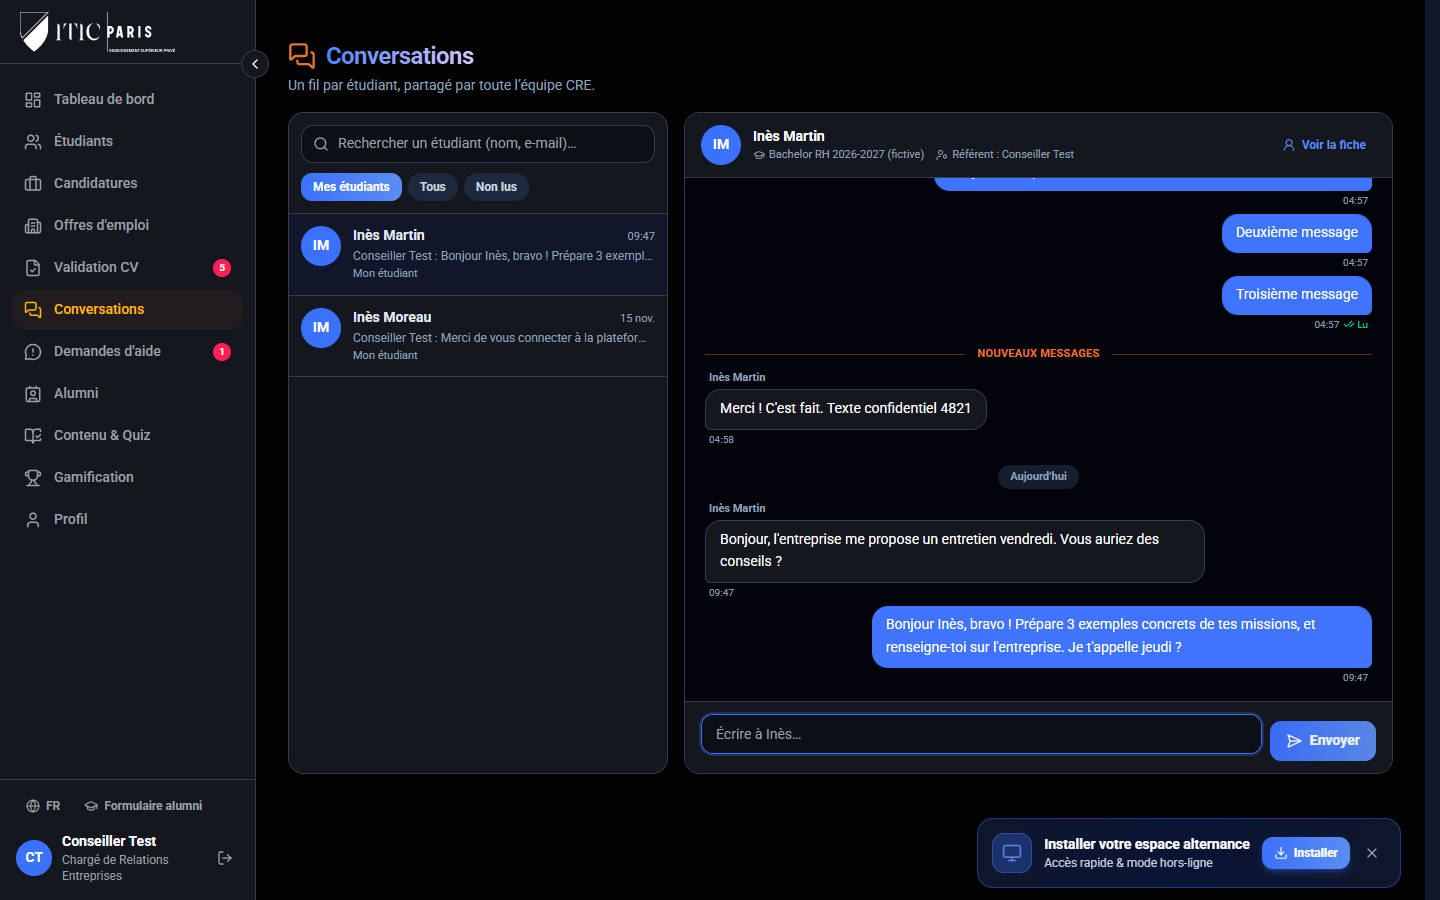 ITIC PARIS
ENSEIGNEMENT SUPÉRIEUR PRIVÉ
Tableau de bord
Étudiants
Candidatures
Offres d'emploi
Validation CV 5
Conversations
Demandes d'aide 1
Alumni
Contenu & Quiz
Gamification
Profil
FR Formulaire alumni
CT
Conseiller Test
Chargé de Relations
Entreprises
Conversations
Un fil par étudiant, partagé par toute l'équipe CRE.
Rechercher un étudiant (nom, e-mail)...
Mes étudiants Tous Non lus
IM
Inès Martin 09:47
Conseiller Test : Bonjour Inès, bravo ! Prépare 3 exempl...
Mon étudiant
IM
Inès Moreau 15 nov.
Conseiller Test : Merci de vous connecter à la platefor...
Mon étudiant
IM
Inès Martin
Bachelor RH 2026-2027 (fictive) Référent : Conseiller Test
Voir la fiche
04:57
Deuxième message
04:57
Troisième message
04:57 Lu
NOUVEAUX MESSAGES
Inès Martin
Merci ! C'est fait. Texte confidentiel 4821
04:58
Aujourd'hui
Inès Martin
Bonjour, l'entreprise me propose un entretien vendredi. Vous auriez des
conseils ?
09:47
Bonjour Inès, bravo ! Prépare 3 exemples concrets de tes missions, et
renseigne-toi sur l'entreprise. Je t'appelle jeudi ?
09:47
Écrire à Inès...
Envoyer
Installer votre espace alternance
Accès rapide & mode hors-ligne
Installer